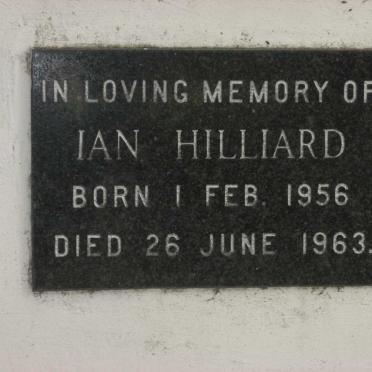 IN LOVING MEMORY OF
IAN HILLIARD
BORN 1 FEB. 1956
DIED 26 JUNE 1963.